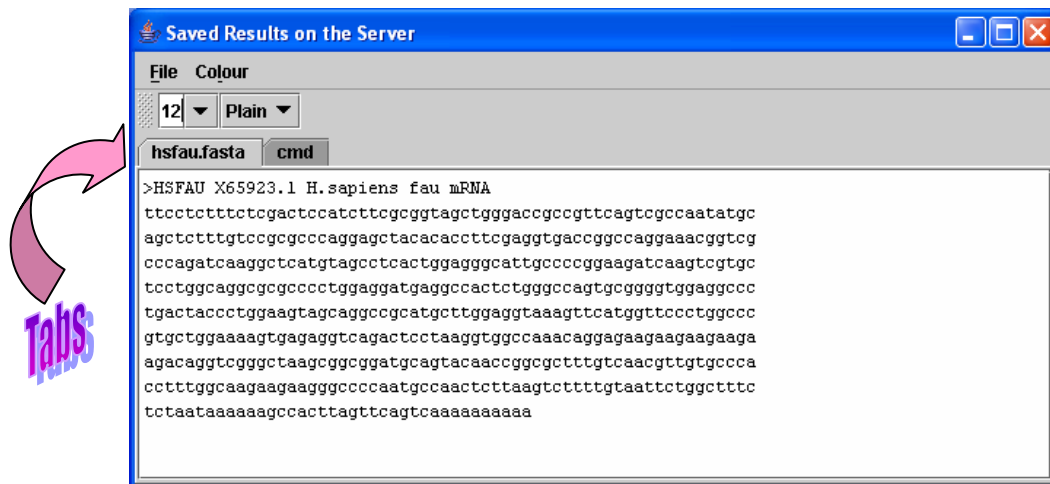 Saved Results on the Server
File Colour
12 Plain
hsfau.fasta cmd
>HSFAU X65923.1 H.sapiens fau mRNA
ttcctctttctcgactccatcttcgcggtagctgggaccgccgttcagtcgccaatatgc
agctctttgtccgcgcccaggagctacacaccttcgaggtgaccggccaggaaacggtcg
cccagatcaaggctcatgtagcctcactggagggcattgccccggaagatcaagtcgtgc
tcctggcaggcgcgcccctggaggatgaggccactctgggccagtgcggggtggaggccc
tgactaccctggaagtagcaggccgcatgcttggaggtaaagttcatggttccctggccc
gtgctggaaaagtgagaggtcagactcctaaggtggccaaacaggagaagaagaagaaga
agacaggtcgggctaagcggcggatgcagtacaaccggcgctttgtcaacgttgtgccca
cctttggcaagaagaagggccccaatgccaactcttaagtcttttgtaattctggctttc
tctaataaaaaagccacttagttcagtcaaaaaaaaaa
Tabs